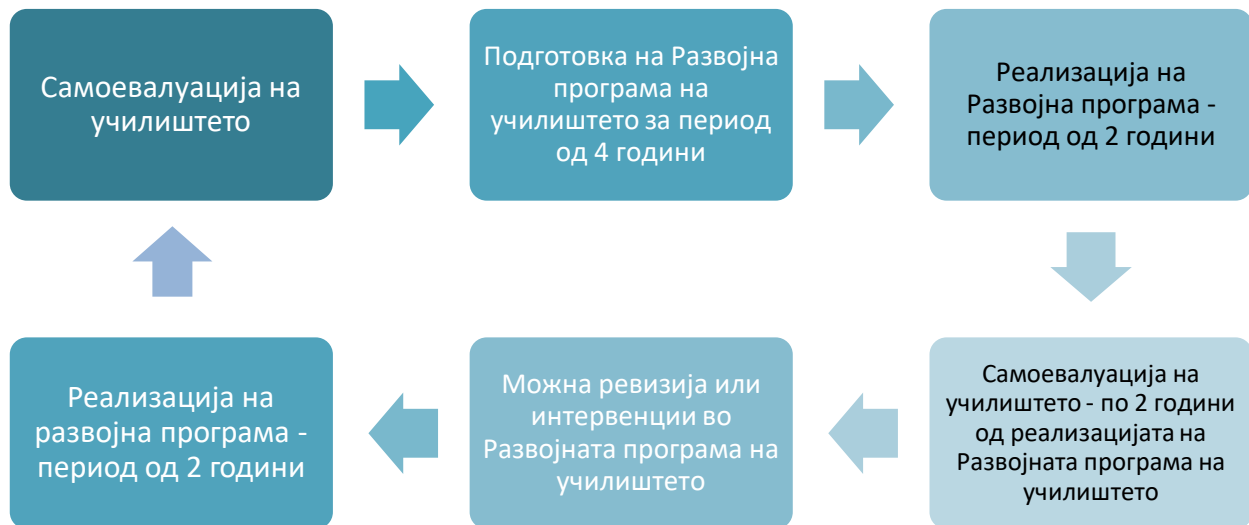 Самоевалуација на
училиштето
Подготовка на Развојна
програма на
училиштето за период
од 4 години
Реализација на
Развојна програма -
период од 2 години
Самоевалуација на
училиштето - по 2 години
од реализацијата на
Развојната програма на
училиштето
Можна ревизија или
интервенции во
Развојната програма на
училиштето
Реализација на
развојна програма -
период од 2 години